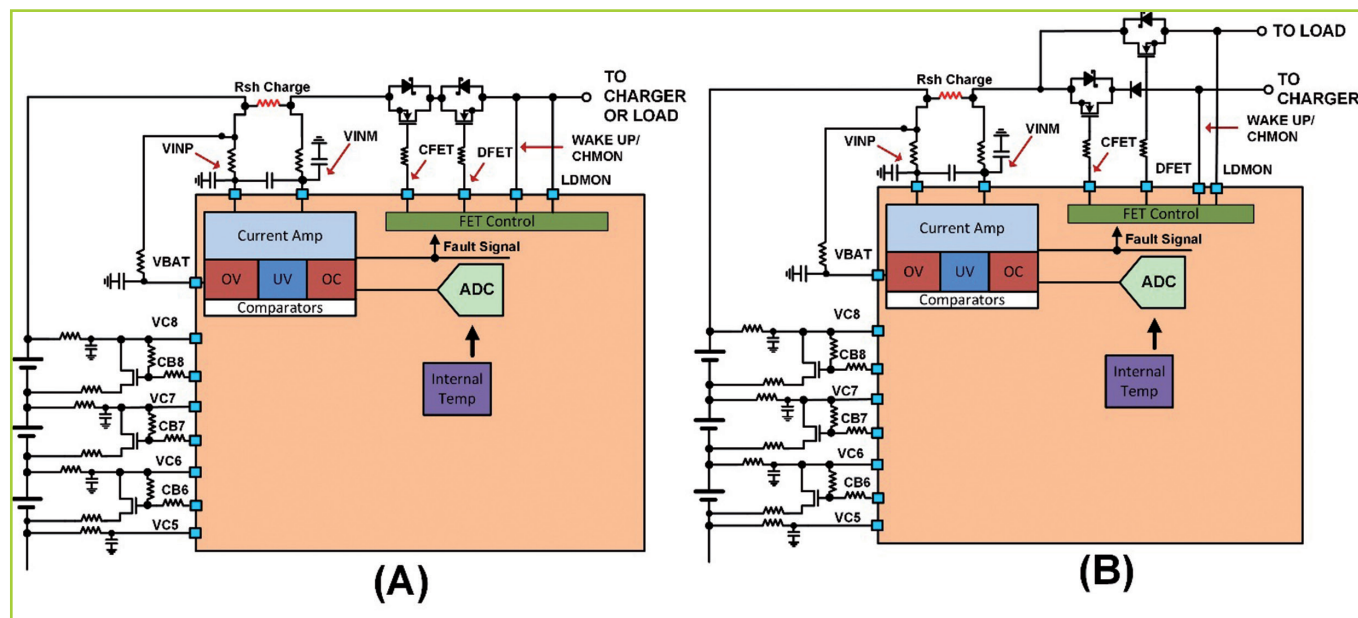 Rsh Charge
TO
CHARGER
OR LOAD
VINP
VINM
CFET
DFET
WAKE UP/
CHMON
LDMON
FET Control
Current Amp
Fault Signal
VBAT
OV
UV
OC
ADC
Comparators
VC8
CB8
Internal
Temp
VC7
CB7
VC6
CB6
VC5
(A)
TO LOAD
Rsh Charge
TO
CHARGER
VINP
VINM
CFET
WAKE UP/
CHMON
DFET
LDMON
FET Control
Current Amp
Fault Signal
VBAT
OV
UV
OC
ADC
Comparators
VC8
CB8
Internal
Temp
VC7
CB7
VC6
CB6
VC5
(B)